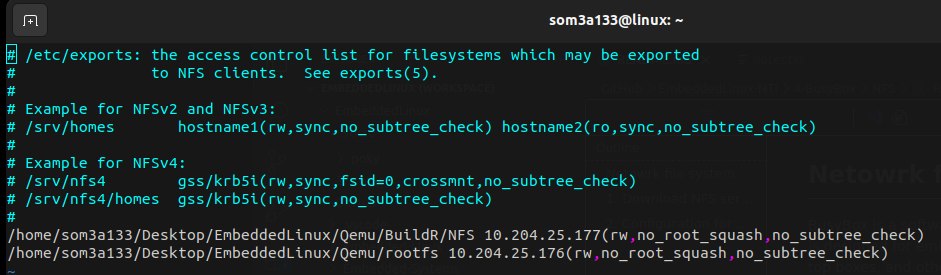 som3a133@linux: ~
# /etc/exports: the access control list for filesystems which may be exported
#               to NFS clients.  See exports(5).
#
# Example for NFSv2 and NFSv3:
# /srv/homes       hostname1(rw,sync,no_subtree_check) hostname2(ro,sync,no_subtree_check)
#
# Example for NFSv4:
# /srv/nfs4        gss/krb5i(rw,sync,fsid=0,crossmnt,no_subtree_check)
# /srv/nfs4/homes  gss/krb5i(rw,sync,no_subtree_check)
#
/home/som3a133/Desktop/EmbeddedLinux/Qemu/BuildR/NFS 10.204.25.177(rw,no_root_squash,no_subtree_check)
/home/som3a133/Desktop/EmbeddedLinux/Qemu/rootfs 10.204.25.176(rw,no_root_squash,no_subtree_check)
~